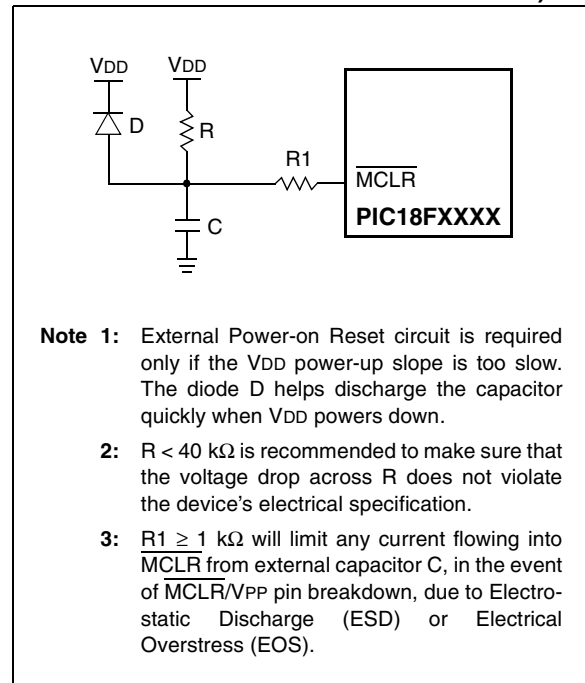 VDD VDD
D
R
R1
MCLR
PIC18FXXXX
C
Note 1: External Power-on Reset circuit is required
only if the VDD power-up slope is too slow.
The diode D helps discharge the capacitor
quickly when VDD powers down.
2: R < 40 kΩ is recommended to make sure that
the voltage drop across R does not violate
the device's electrical specification.
3: R1 ≥ 1 kΩ will limit any current flowing into
MCLR from external capacitor C, in the event
of MCLR/VPP pin breakdown, due to Electro-
static Discharge (ESD) or Electrical
Overstress (EOS).